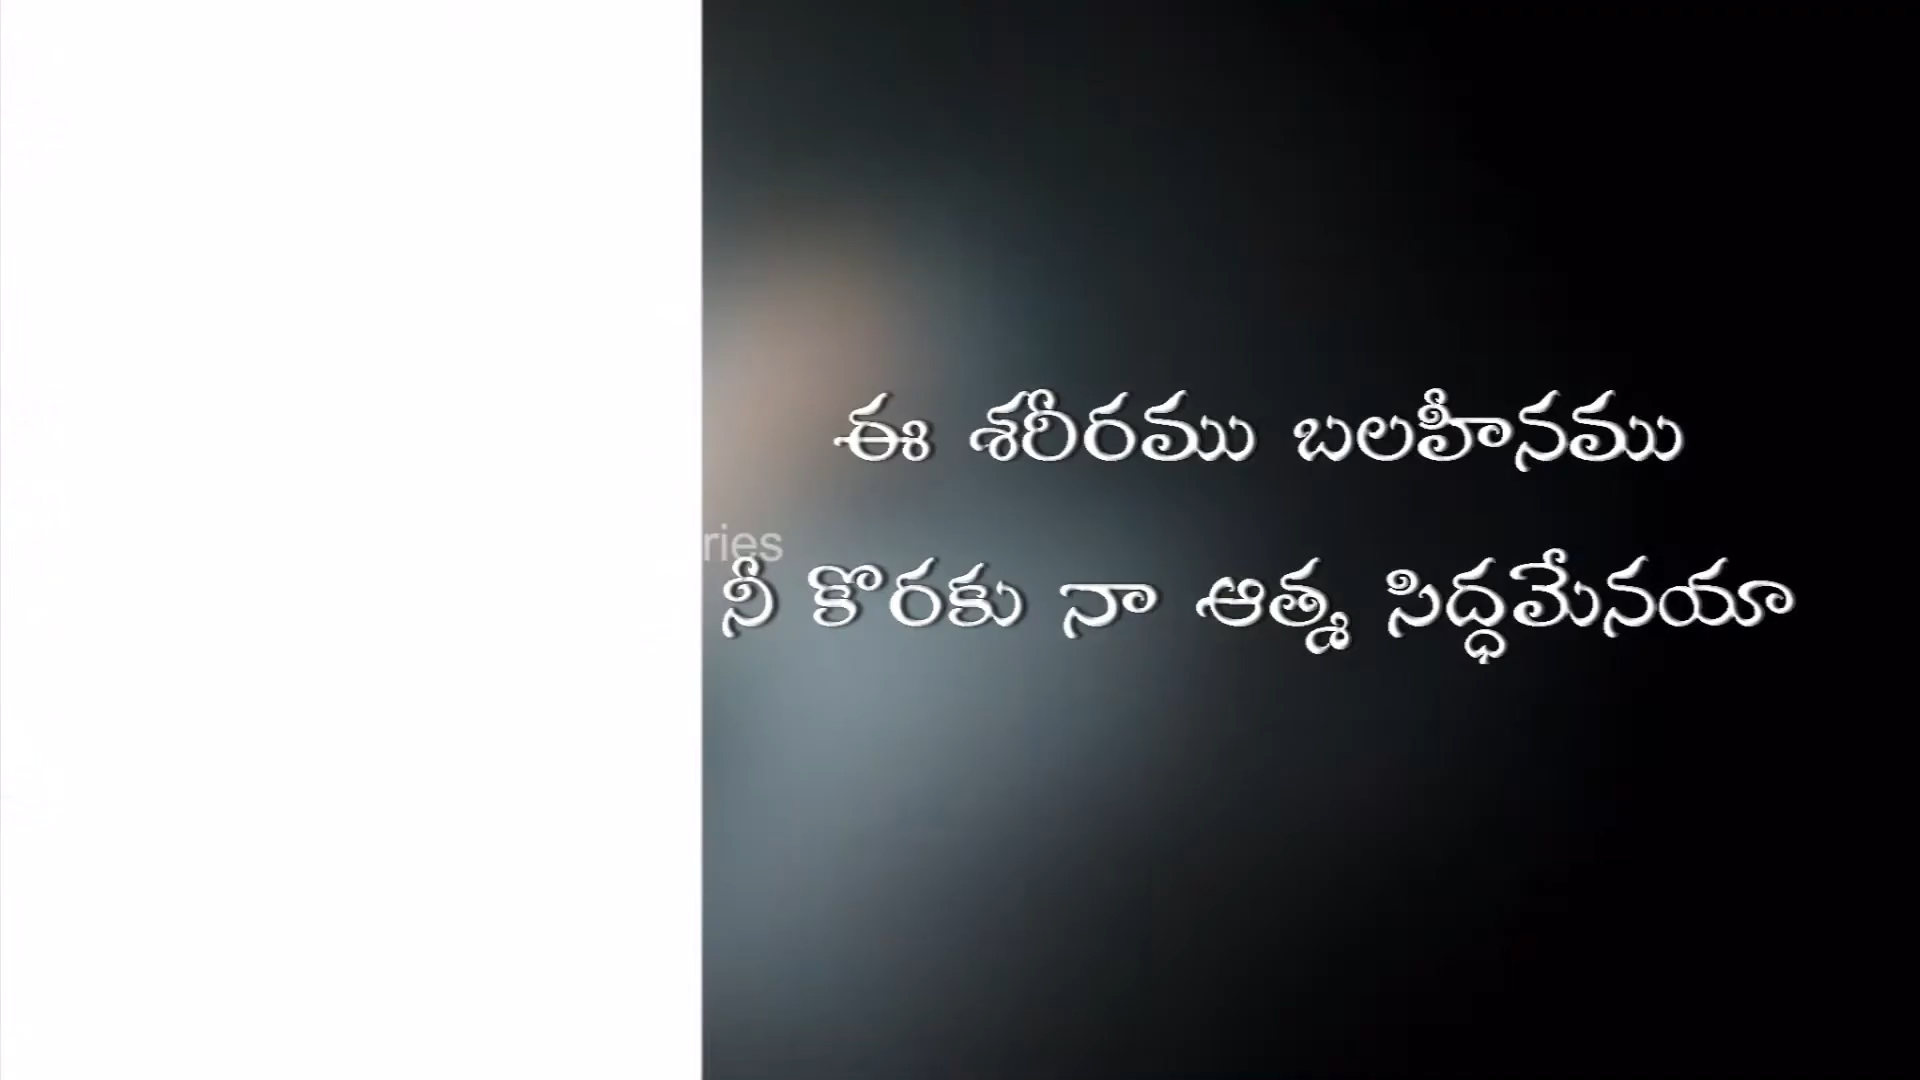 ఈ శరీరము బలహీనము
నీ కొరకు నా ఆత్మ సిద్ధమేనయా